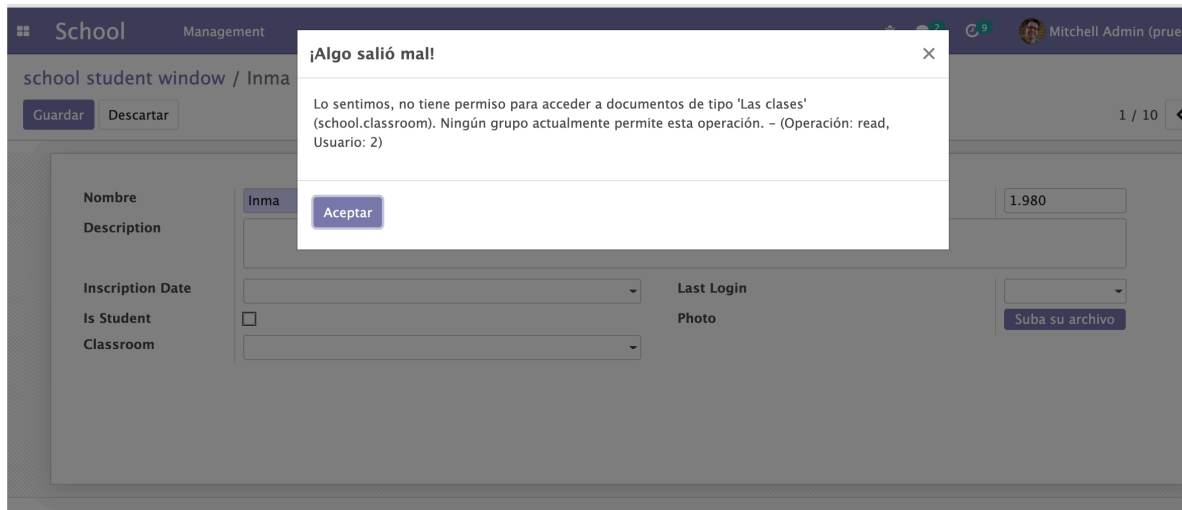 School
Management
2
9
Mitchell Admin (prue
school student window / Inma
Guardar
Descartar
1 / 10
¡Algo salió mal!
Lo sentimos, no tiene permiso para acceder a documentos de tipo 'Las clases'
(school.classroom). Ningún grupo actualmente permite esta operación. – (Operación: read,
Usuario: 2)
Aceptar
Nombre
Inma
1.980
Description
Inscription Date
Last Login
Is Student
Photo
Suba su archivo
Classroom